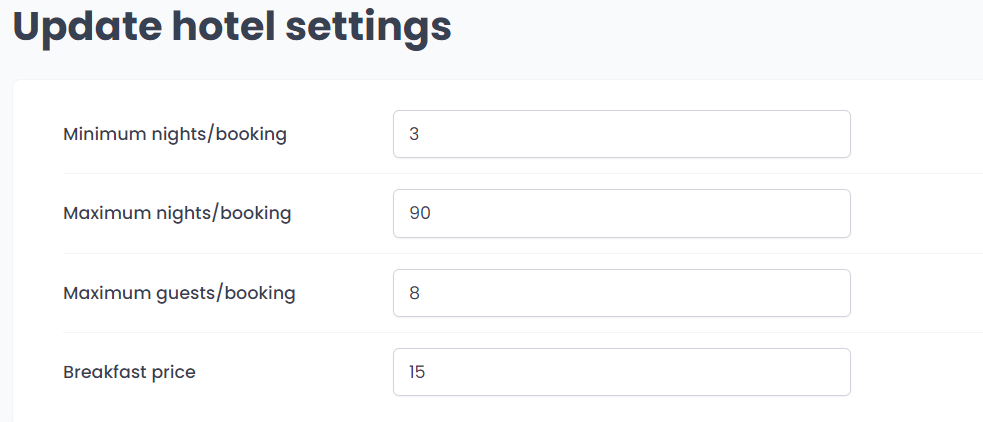 Update hotel settings
Minimum nights/booking 3
Maximum nights/booking 90
Maximum guests/booking 8
Breakfast price 15